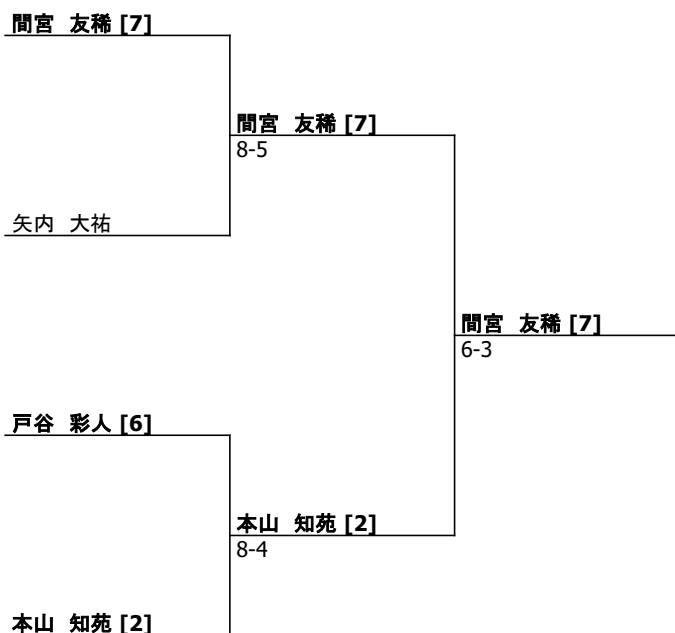 間宮 友稀 [7]
間宮 友稀 [7]
8-5
矢内 大祐
間宮 友稀 [7]
6-3
戸谷 彩人 [6]
本山 知苑 [2]
8-4
本山 知苑 [2]